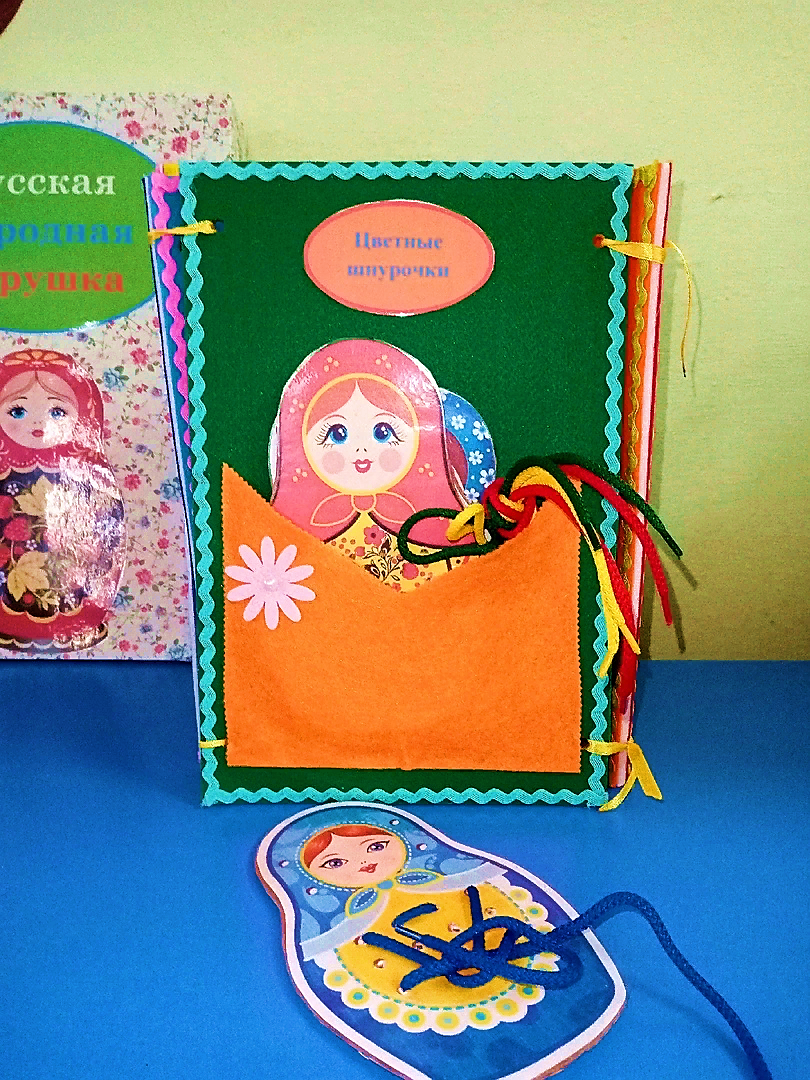 усская
родная
рушка
Цветные
шнурочки